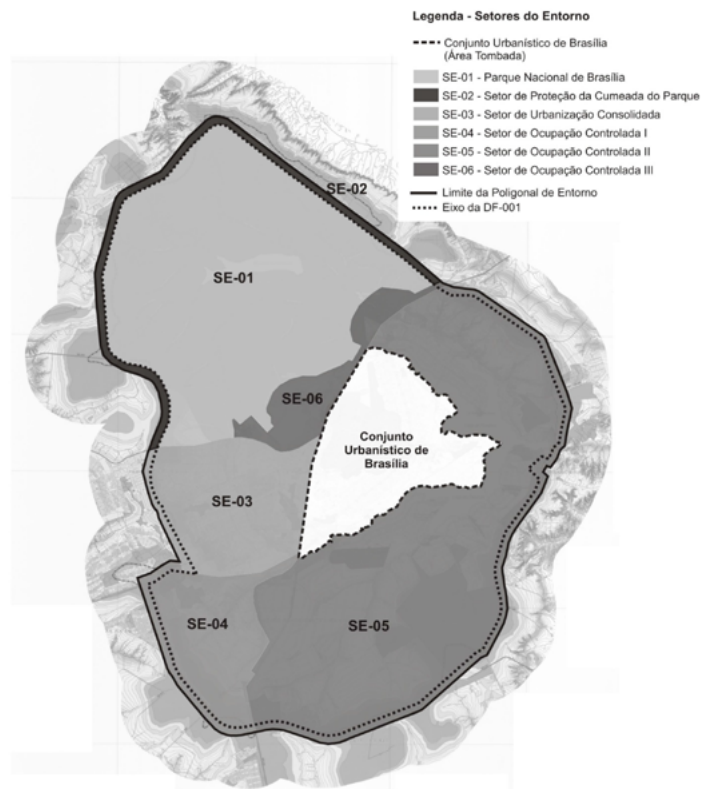 Legenda - Setores do Entorno
Conjunto Urbanístico de Brasília
(Área Tombada)
SE-01 - Parque Nacional de Brasília
SE-02 - Setor de Proteção da Cumeada do Parque
SE-03 - Setor de Urbanização Consolidada
SE-04 - Setor de Ocupação Controlada I
SE-05 - Setor de Ocupação Controlada II
SE-06 - Setor de Ocupação Controlada III
Limite da Poligonal de Entorno
Eixo da DF-001
SE-02
SE-01
SE-06
Conjunto
Urbanístico de
Brasília
SE-03
SE-04
SE-05